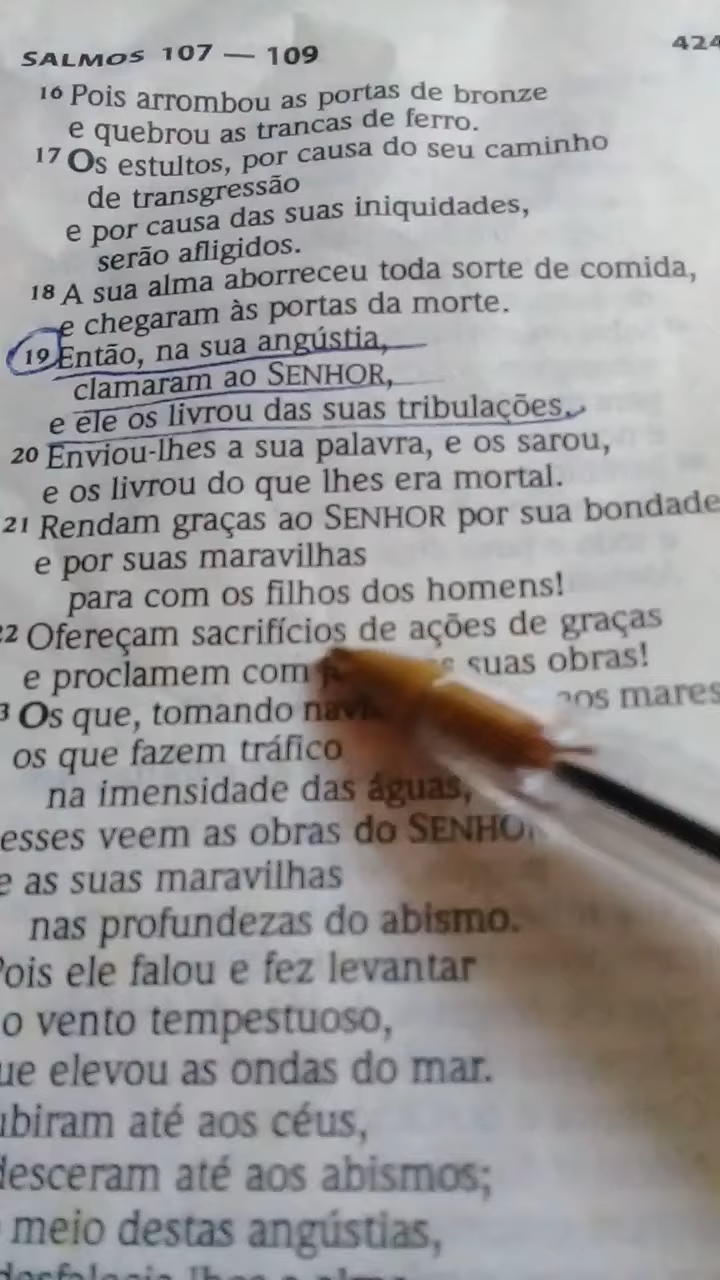 SALMOS 107 — 109
424
16 Pois arrombou as portas de bronze
e quebrou as trancas de ferro.
17 Os estultos, por causa do seu caminho
de transgressão
e por causa das suas iniquidades,
serão afligidos.
18 A sua alma aborreceu toda sorte de comida,
e chegaram às portas da morte.
19 Então, na sua angústia,
clamaram ao SENHOR,
e ele os livrou das suas tribulações.
20 Enviou-lhes a sua palavra, e os sarou,
e os livrou do que lhes era mortal.
21 Rendam graças ao SENHOR por sua bondade
e por suas maravilhas
para com os filhos dos homens!
2 Ofereçam sacrifícios de ações de graças
e proclamem com suas obras!
3 Os que, tomando aos mares
os que fazem tráfico
na imensidade das águas,
esses veem as obras do SENHOR
e as suas maravilhas
nas profundezas do abismo.
Pois ele falou e fez levantar
o vento tempestuoso,
ue elevou as ondas do mar.
ubiram até aos céus,
desceram até aos abismos;
meio destas angústias,